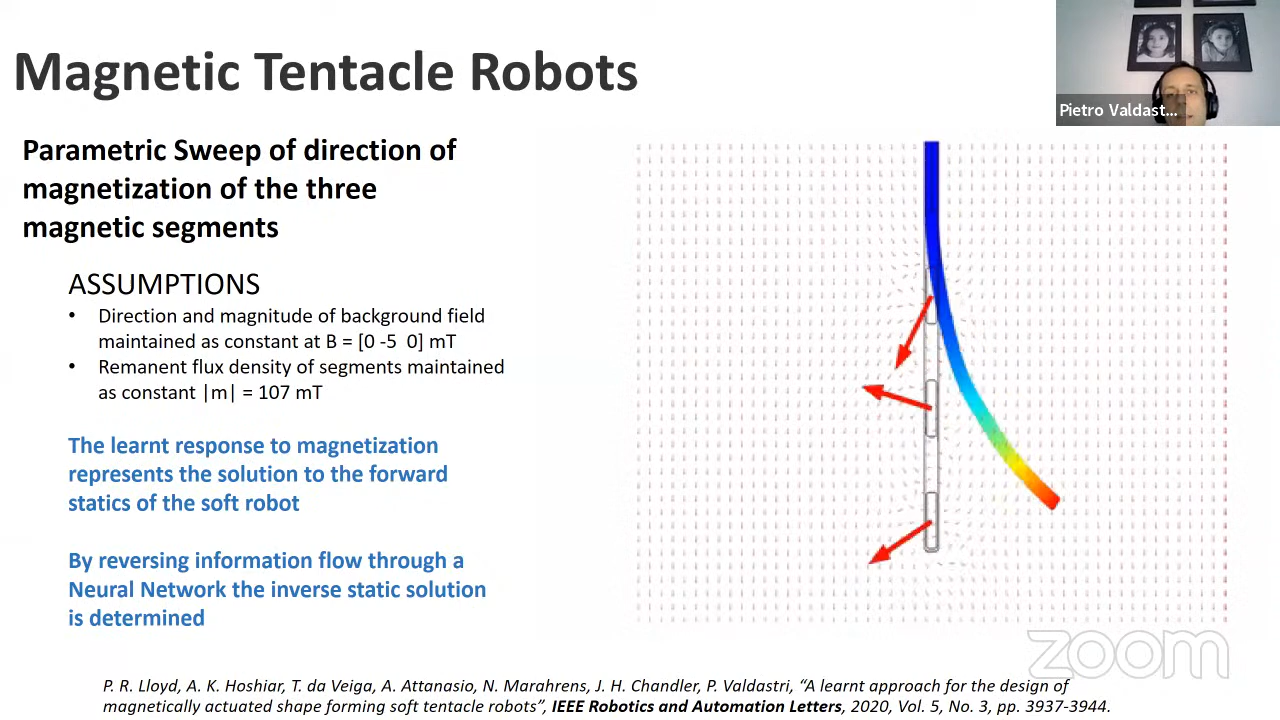 Magnetic Tentacle Robots
Pietro Valdast...
Parametric Sweep of direction of
magnetization of the three
magnetic segments
ASSUMPTIONS
• Direction and magnitude of background field
maintained as constant at B = [0 -5  0] mT
• Remanent flux density of segments maintained
as constant |m| = 107 mT
The learnt response to magnetization
represents the solution to the forward
statics of the soft robot
By reversing information flow through a
Neural Network the inverse static solution
is determined
zoom
P. R. Lloyd, A. K. Hoshiar, T. da Veiga, A. Attanasio, N. Marahrens, J. H. Chandler, P. Valdastri, “A learnt approach for the design of
magnetically actuated shape forming soft tentacle robots”, IEEE Robotics and Automation Letters, 2020, Vol. 5, No. 3, pp. 3937-3944.